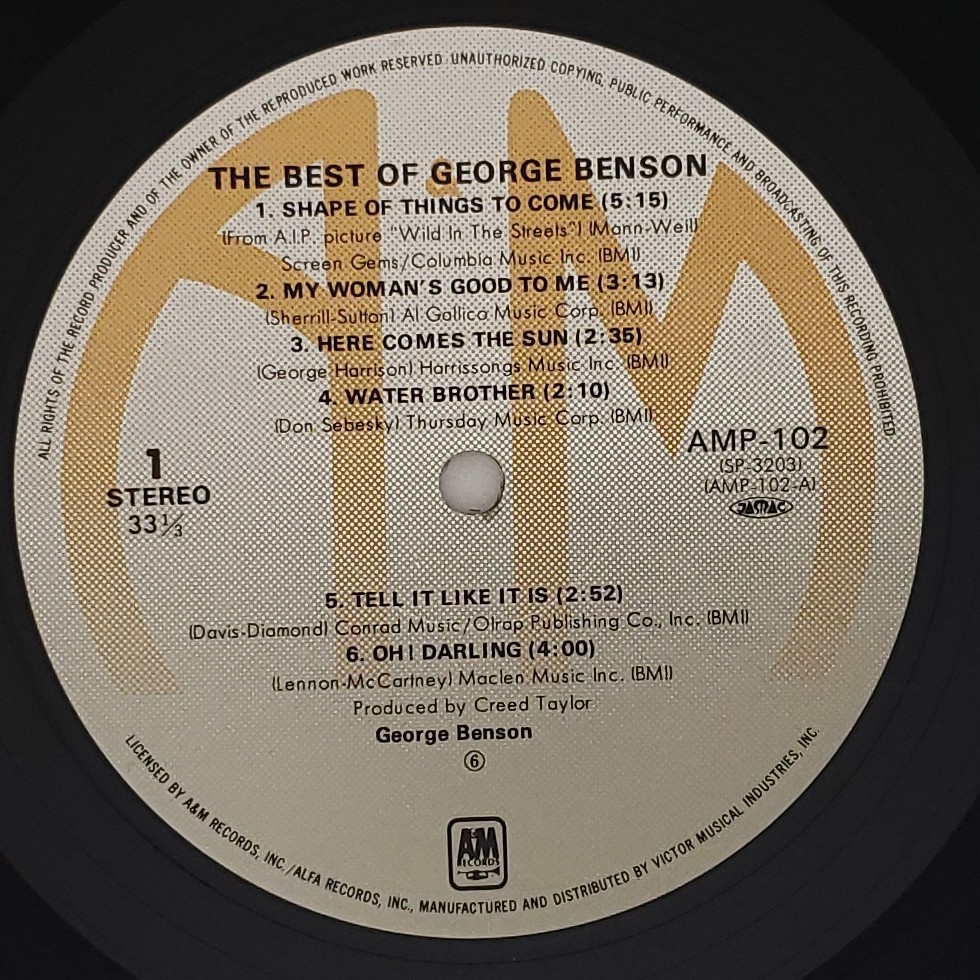 ALL RIGHTS OF THE RECORD PRODUCER AND OF THE OWNER OF THE REPRODUCED WORK RESERVED. UNAUTHORIZED COPYING, PUBLIC PERFORMANCE AND BROADCASTING OF THIS RECORDING PROHIBITED
THE BEST OF GEORGE BENSON
1. SHAPE OF THINGS TO COME (5:15)
(From A.I.P. picture "Wild In The Streets") (Mann-Weil)
Screen Gems/Columbia Music Inc. (BMI)
2. MY WOMAN'S GOOD TO ME (3:13)
(Sherrill-Sutton) Al Gallico Music Corp. (BMI)
3. HERE COMES THE SUN (2:35)
(George Harrison) Harrissongs Music Inc. (BMI)
4. WATER BROTHER (2:10)
(Don Sebesky) Thursday Music Corp. (BMI)
1
STEREO
33⅓
AMP-102
(SP-3203)
(AMP-102-A)
JASRAC
5. TELL IT LIKE IT IS (2:52)
(Davis-Diamond) Conrad Music/Olrap Publishing Co., Inc. (BMI)
6. OH! DARLING (4:00)
(Lennon-McCartney) Maclen Music Inc. (BMI)
Produced by Creed Taylor
George Benson
⑥
A&M
RECORDS
LICENSED BY A&M RECORDS, INC./ALFA RECORDS, INC., MANUFACTURED AND DISTRIBUTED BY VICTOR MUSICAL INDUSTRIES, INC.